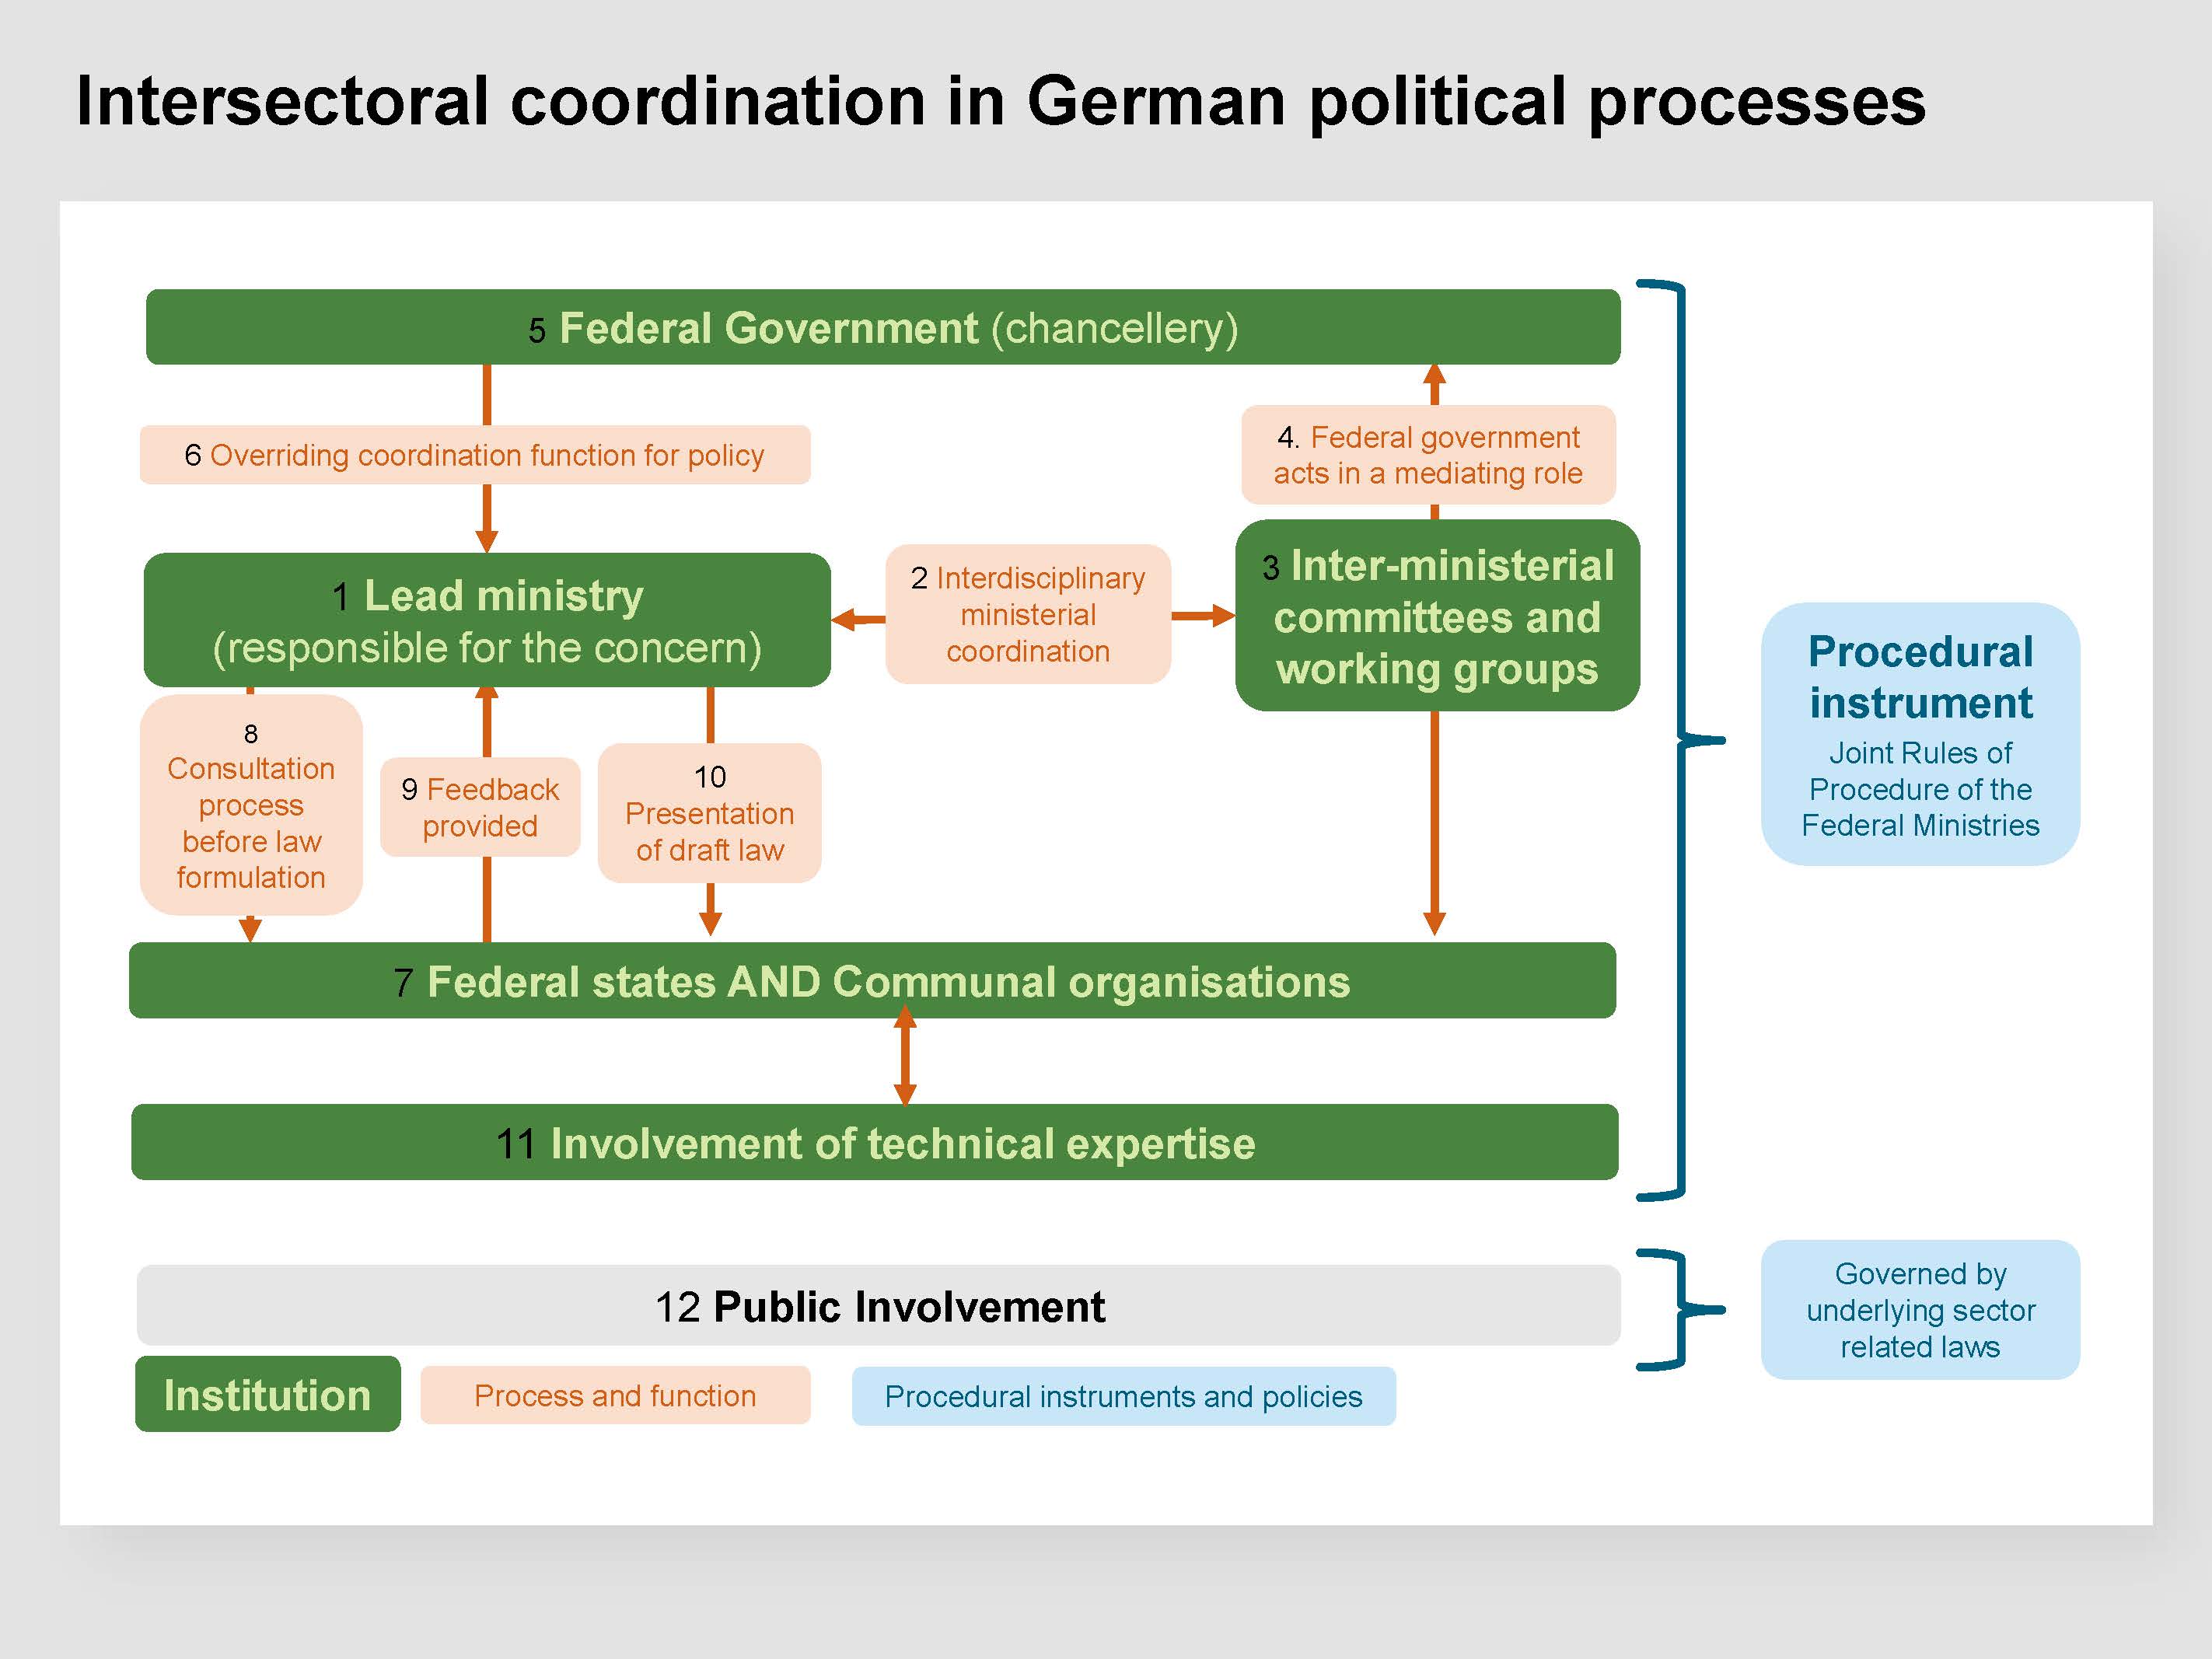 Intersectoral coordination in German political processes
5 Federal Government (chancellery)
6 Overriding coordination function for policy
4. Federal government
acts in a mediating role
1 Lead ministry
(responsible for the concern)
2 Interdisciplinary
ministerial
coordination
3 Inter-ministerial
committees and
working groups
8
Consultation
process
before law
formulation
9 Feedback
provided
10
Presentation
of draft law
7 Federal states AND Communal organisations
11 Involvement of technical expertise
Procedural
instrument
Joint Rules of
Procedure of the
Federal Ministries
12 Public Involvement
Governed by
underlying sector
related laws
Institution
Process and function
Procedural instruments and policies